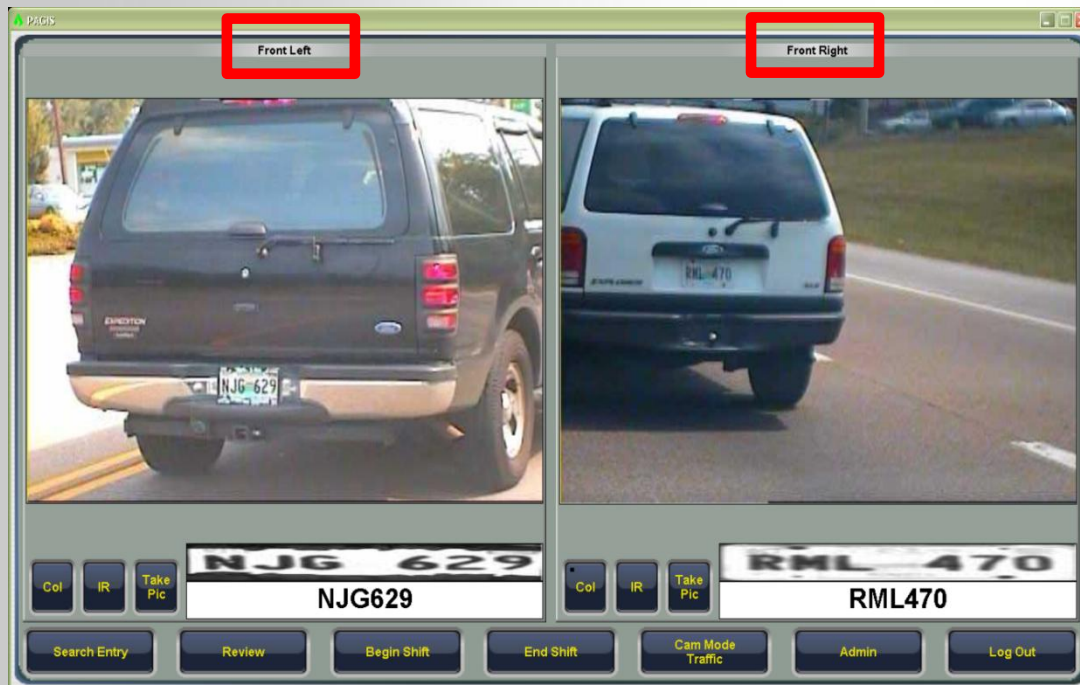 PAGIS
Front Left
Front Right
EXPEDITION
NJG 629
RML 470
EXPLORER
NJG 629
RML 470
Col
IR
Take
Pic
NJG629
Col
IR
Take
Pic
RML470
Search Entry
Review
Begin Shift
End Shift
Cam Mode
Traffic
Admin
Log Out